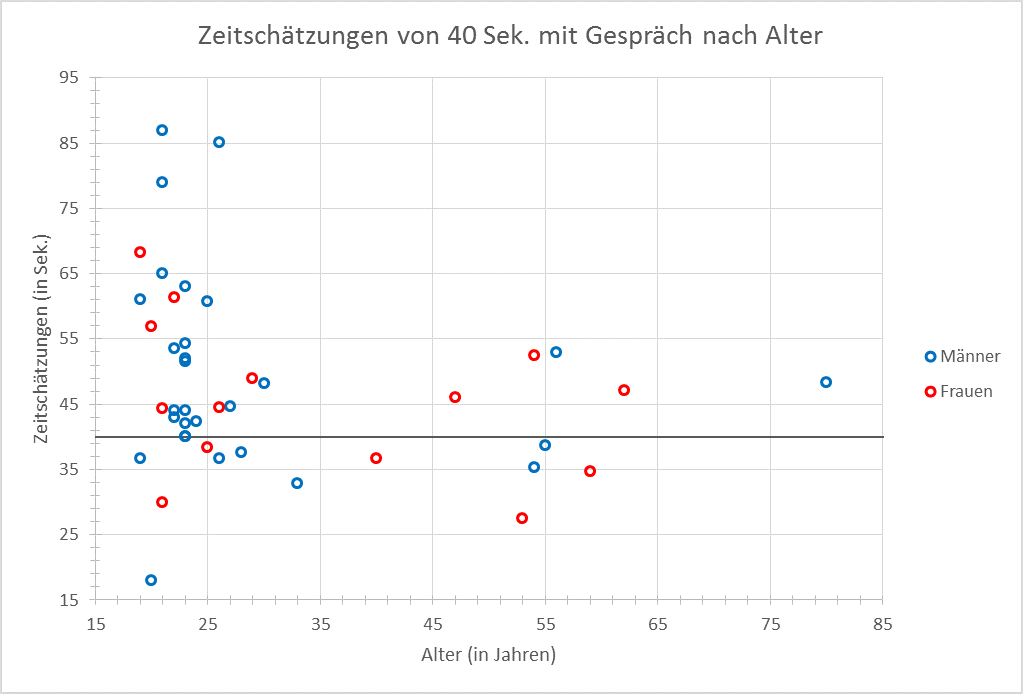 Zeitschätzungen von 40 Sek. mit Gespräch nach Alter
Zeitschätzungen (in Sek.)
95
85
75
65
55
45
35
25
15
15 25 35 45 55 65 75 85
Alter (in Jahren)
Männer
Frauen